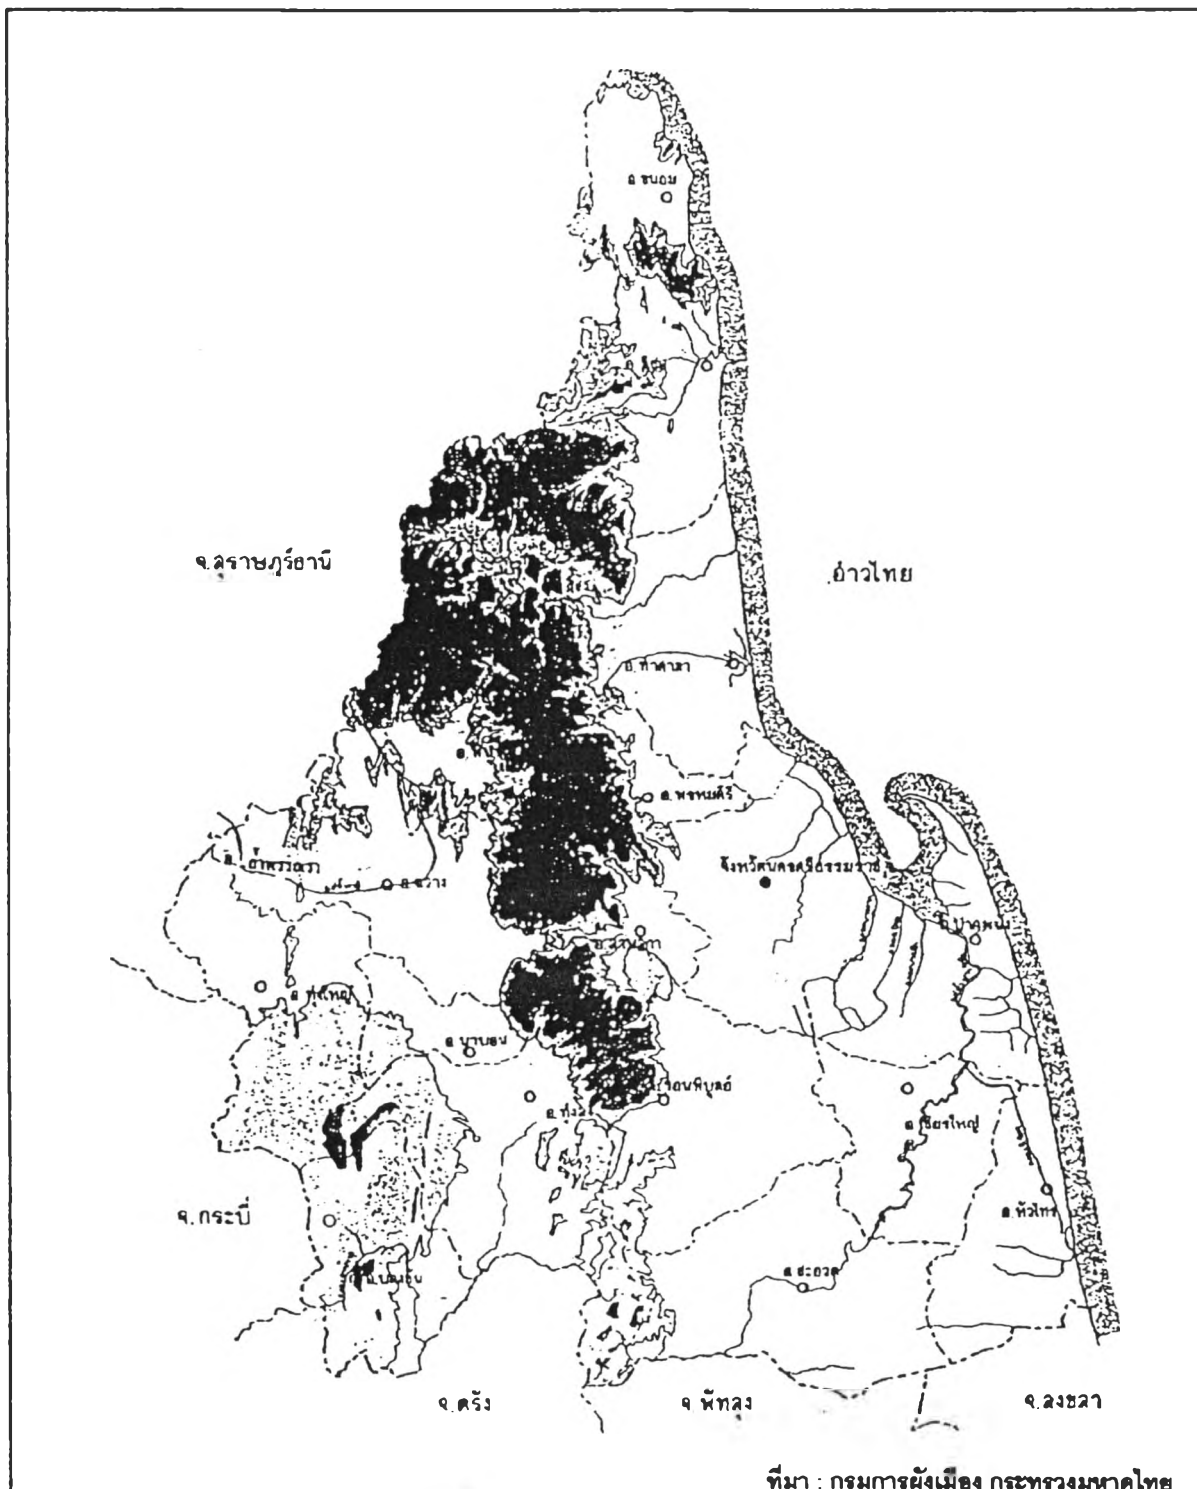 อ ขนอม
จ.สุราษฎร์ธานี
อ่าวไทย
อ.ท่าศาลา
อ.พรหมคีรี
จังหวัดนครศรีธรรมราช
อ.ฉวาง
อ.ปากพนัง
อ.ทุ่งใหญ่
อ.นาบอน
ร่อนพิบูลย์
อ.เชียรใหญ่
จ.กระบี่
อ.หัวไทร
อ.ชะอวด
จ.ตรัง
จ.พัทลุง
จ.สงขลา
ที่มา : กรมการผังเมือง กระทรวงมหาดไทย